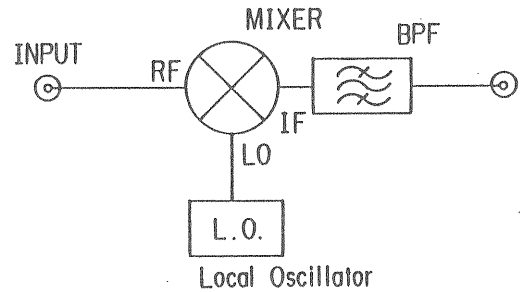 MIXER
BPF
INPUT
RF
IF
LO
L.O.
Local Oscillator